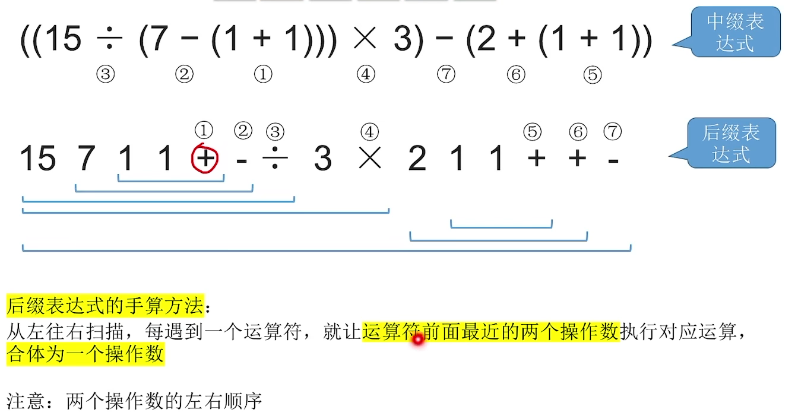 ((15 ÷ (7 − (1 + 1))) × 3) − (2 + (1 + 1))
中缀表
达式
③ ② ① ④ ⑦ ⑥ ⑤
① ② ③ ④ ⑤ ⑥ ⑦
15 7 1 1 + - ÷ 3 × 2 1 1 + + -
后缀表
达式
后缀表达式的手算方法：
从左往右扫描，每遇到一个运算符，就让运算符前面最近的两个操作数执行对应运算，
合体为一个操作数
注意：两个操作数的左右顺序